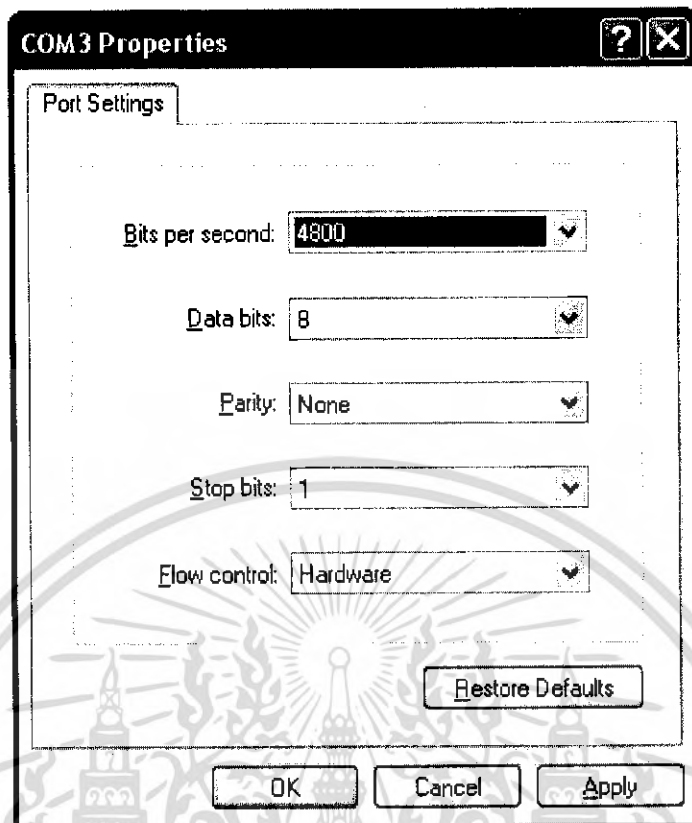 COM3 Properties
Port Settings
Bits per second: 4800
Data bits: 8
Parity: None
Stop bits: 1
Flow control: Hardware
Restore Defaults
OK Cancel Apply